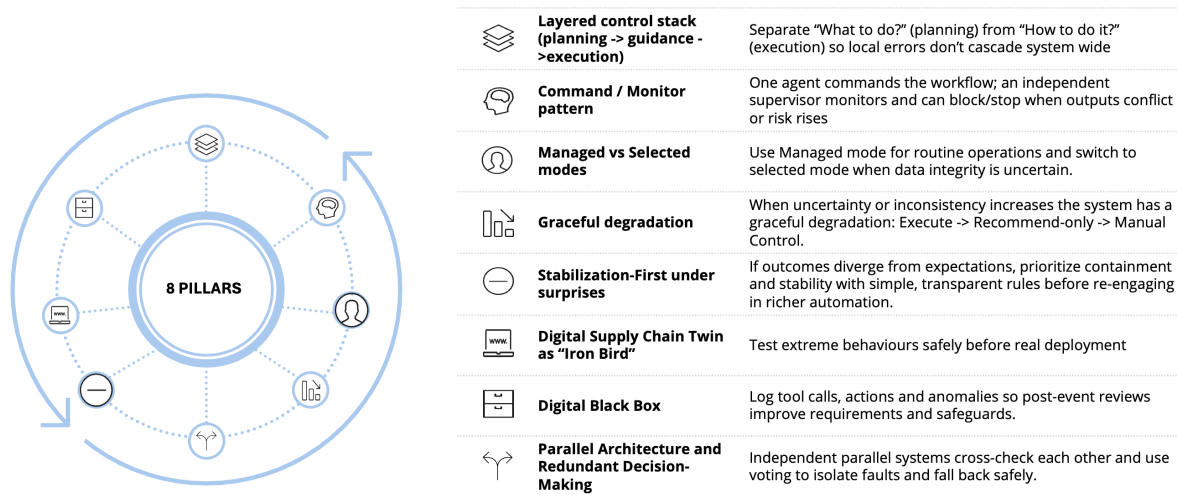 8 PILLARS
www.
Layered control stack
(planning -> guidance -
>execution)
Separate “What to do?” (planning) from “How to do it?”
(execution) so local errors don’t cascade system wide
Command / Monitor
pattern
One agent commands the workflow; an independent
supervisor monitors and can block/stop when outputs conflict
or risk rises
Managed vs Selected
modes
Use Managed mode for routine operations and switch to
selected mode when data integrity is uncertain.
Graceful degradation
When uncertainty or inconsistency increases the system has a
graceful degradation: Execute -> Recommend-only -> Manual
Control.
Stabilization-First under
surprises
If outcomes diverge from expectations, prioritize containment
and stability with simple, transparent rules before re-engaging
in richer automation.
www.
Digital Supply Chain Twin
as “Iron Bird”
Test extreme behaviours safely before real deployment
Digital Black Box
Log tool calls, actions and anomalies so post-event reviews
improve requirements and safeguards.
Parallel Architecture and
Redundant Decision-
Making
Independent parallel systems cross-check each other and use
voting to isolate faults and fall back safely.